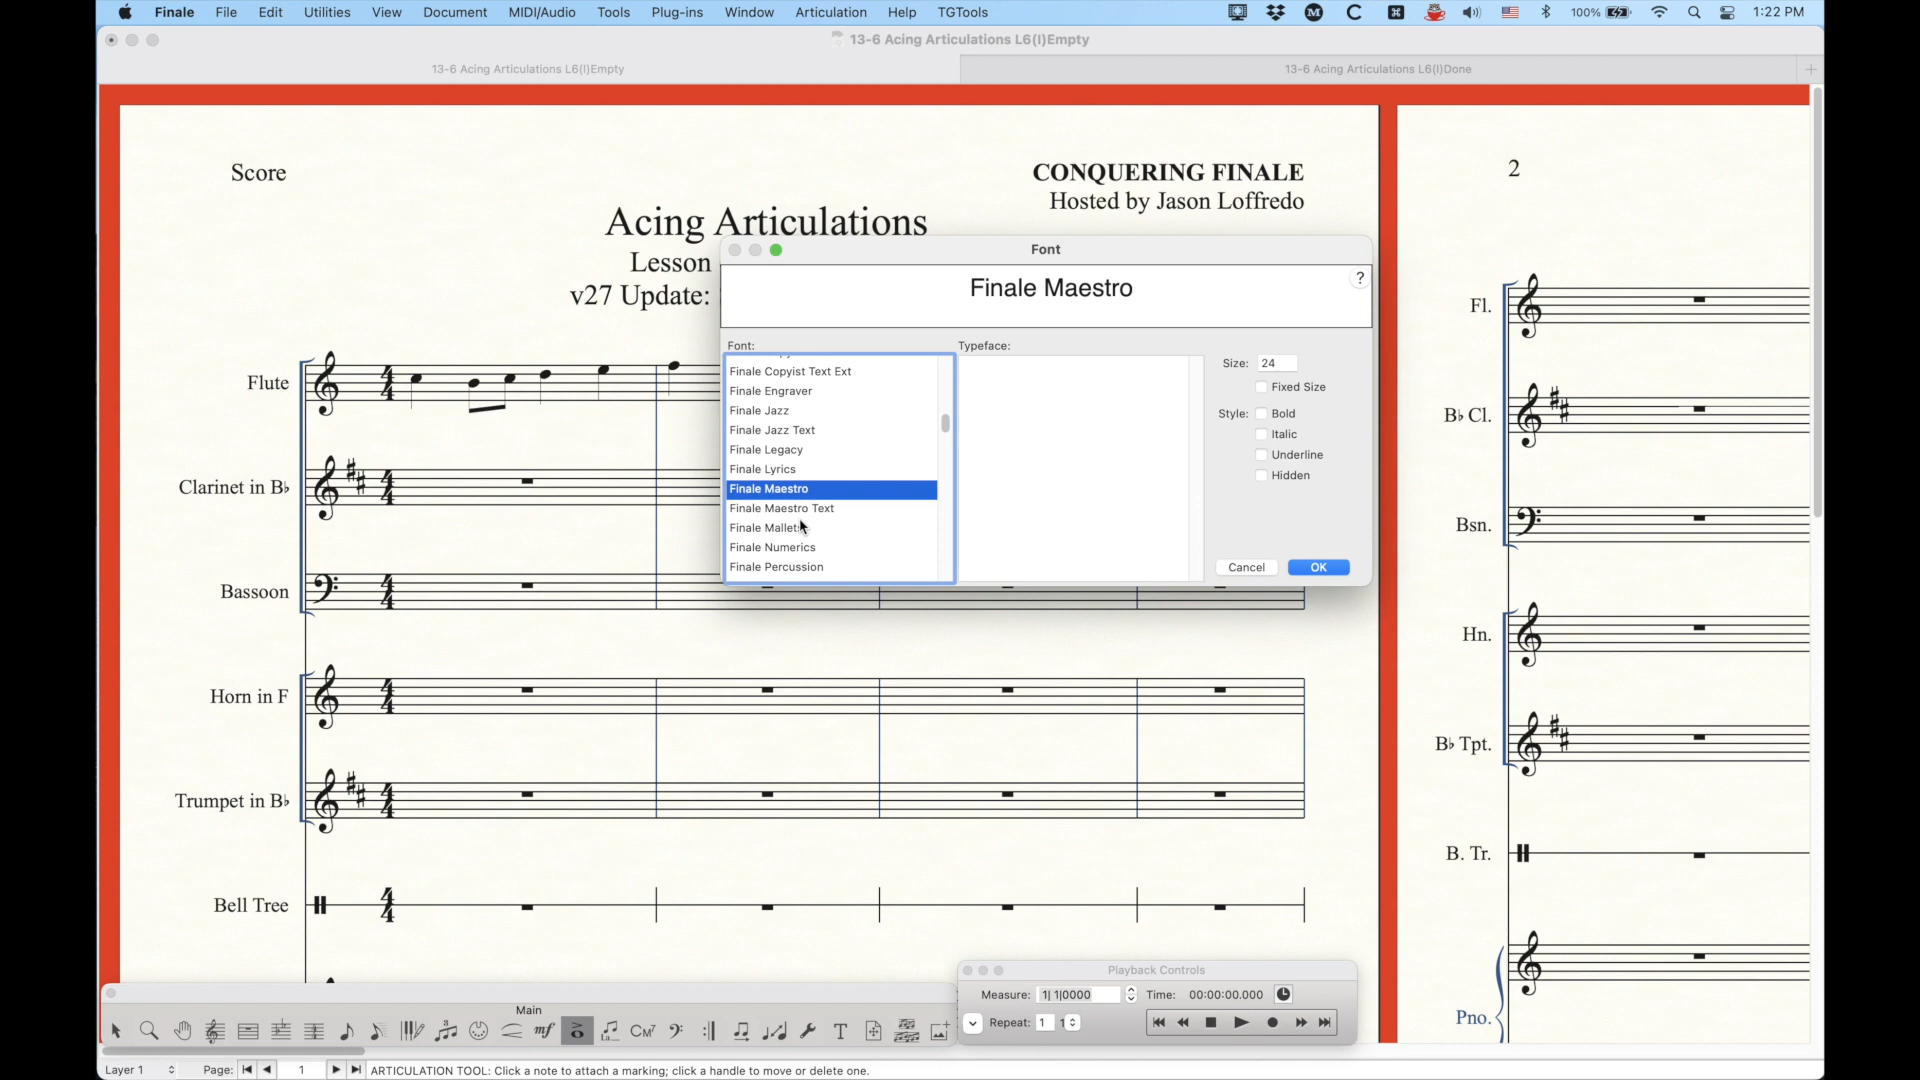 Finale File Edit Utilities View Document MIDI/Audio Tools Plug-ins Window Articulation Help TGTools 100% 1:22 PM
13-6 Acing Articulations L6(I)Empty
13-6 Acing Articulations L6(I)Empty 13-6 Acing Articulations L6(I)Done
Score
CONQUERING FINALE
Hosted by Jason Loffredo
Acing Articulations
Lesson
v27 Update:
2
Font
Finale Maestro
?
Font:
Typeface:
Finale Copyist Text Ext
Finale Engraver
Finale Jazz
Finale Jazz Text
Finale Legacy
Finale Lyrics
Finale Maestro
Finale Maestro Text
Finale Mallets
Finale Numerics
Finale Percussion
Size: 24
Fixed Size
Style: Bold
Italic
Underline
Hidden
Cancel OK
Flute
Clarinet in B♭
Bassoon
Horn in F
Trumpet in B♭
Bell Tree
Fl.
B♭ Cl.
Bsn.
Hn.
B♭ Tpt.
B. Tr.
Pno.
Main
Playback Controls
Measure: 1| 1|0000 Time: 00:00:00.000
Repeat: 1 1
Layer 1 Page: 1 ARTICULATION TOOL: Click a note to attach a marking; click a handle to move or delete one.